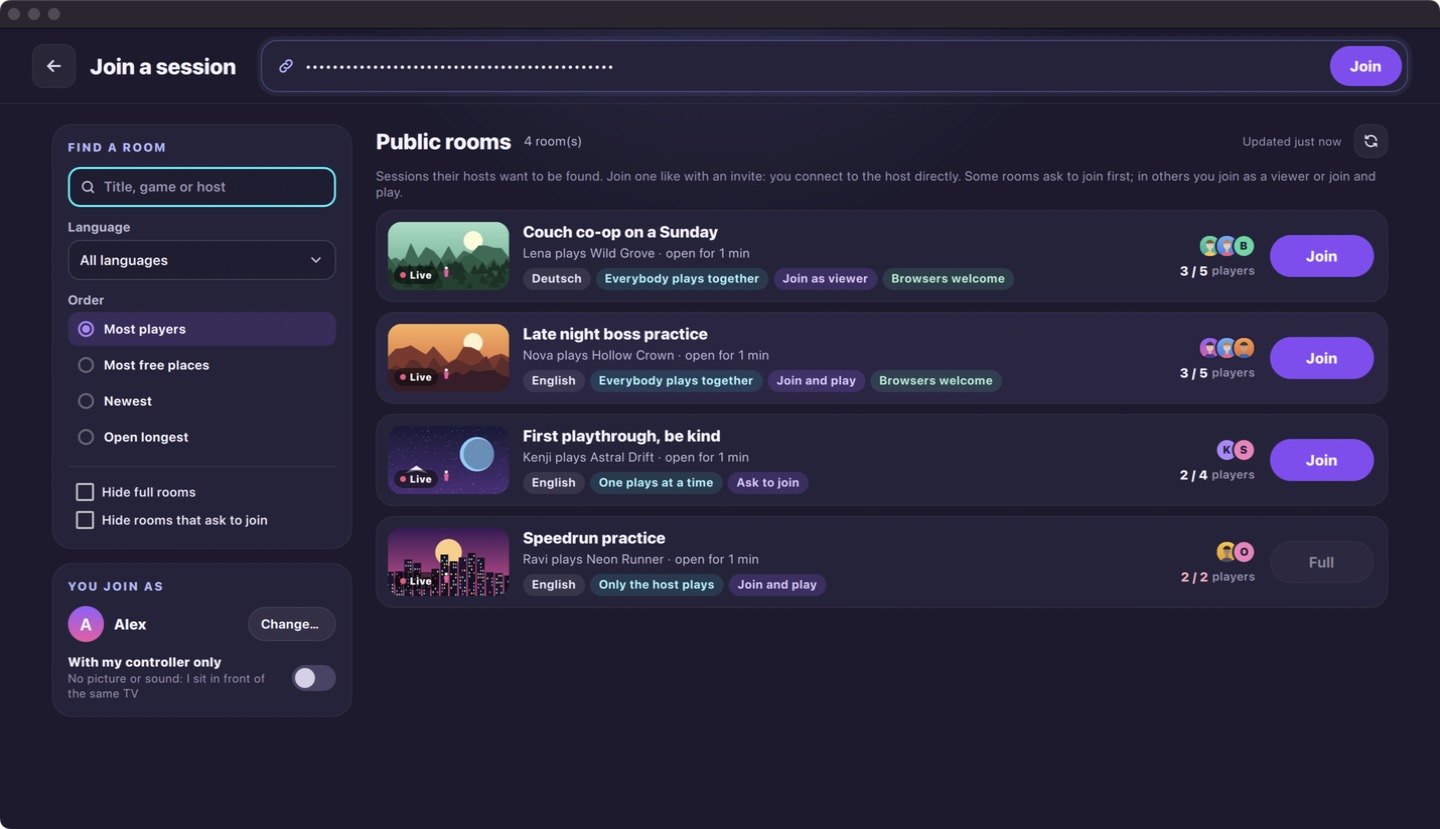 Join a session
••••••••••••••••••••••••••••••••••••••••••••••
Join
FIND A ROOM
Title, game or host
Language
All languages
Order
Most players
Most free places
Newest
Open longest
Hide full rooms
Hide rooms that ask to join
YOU JOIN AS
A
Alex
Change…
With my controller only
No picture or sound: I sit in front of
the same TV
Public rooms
4 room(s)
Updated just now
Sessions their hosts want to be found. Join one like with an invite: you connect to the host directly. Some rooms ask to join first; in others you join as a viewer or join and
play.
Live
Couch co-op on a Sunday
Lena plays Wild Grove · open for 1 min
Deutsch
Everybody plays together
Join as viewer
Browsers welcome
B
3 / 5 players
Join
Live
Late night boss practice
Nova plays Hollow Crown · open for 1 min
English
Everybody plays together
Join and play
Browsers welcome
3 / 5 players
Join
Live
First playthrough, be kind
Kenji plays Astral Drift · open for 1 min
English
One plays at a time
Ask to join
K
S
2 / 4 players
Join
Live
Speedrun practice
Ravi plays Neon Runner · open for 1 min
English
Only the host plays
Join and play
O
2 / 2 players
Full